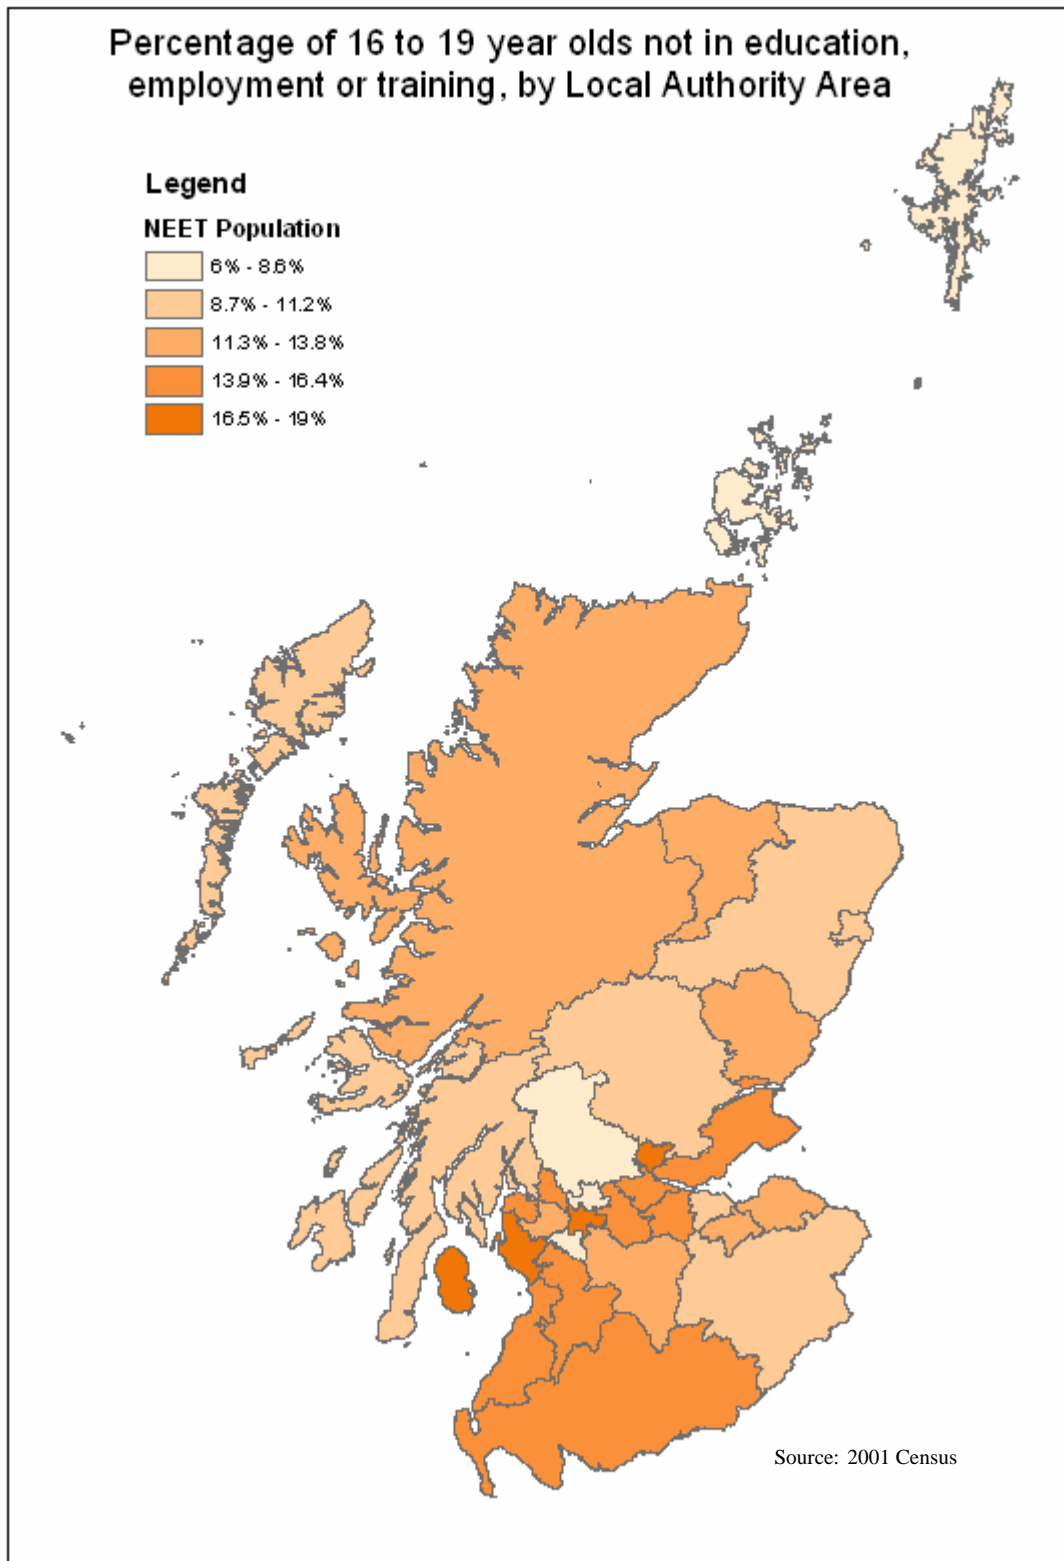 Percentage of 16 to 19 year olds not in education,
employment or training, by Local Authority Area
Legend
NEET Population
6% - 8.6%
8.7% - 11.2%
11.3% - 13.8%
13.9% - 16.4%
16.5% - 19%
Source: 2001 Census